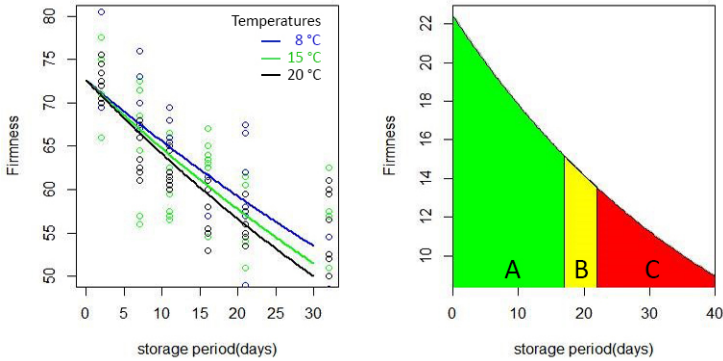 Temperatures
8 °C
15 °C
20 °C
80
75
70
65
60
55
50
Firmness
0 5 10 15 20 25 30
storage period(days)
22
20
18
16
14
12
10
Firmness
A B C
0 10 20 30 40
storage period(days)